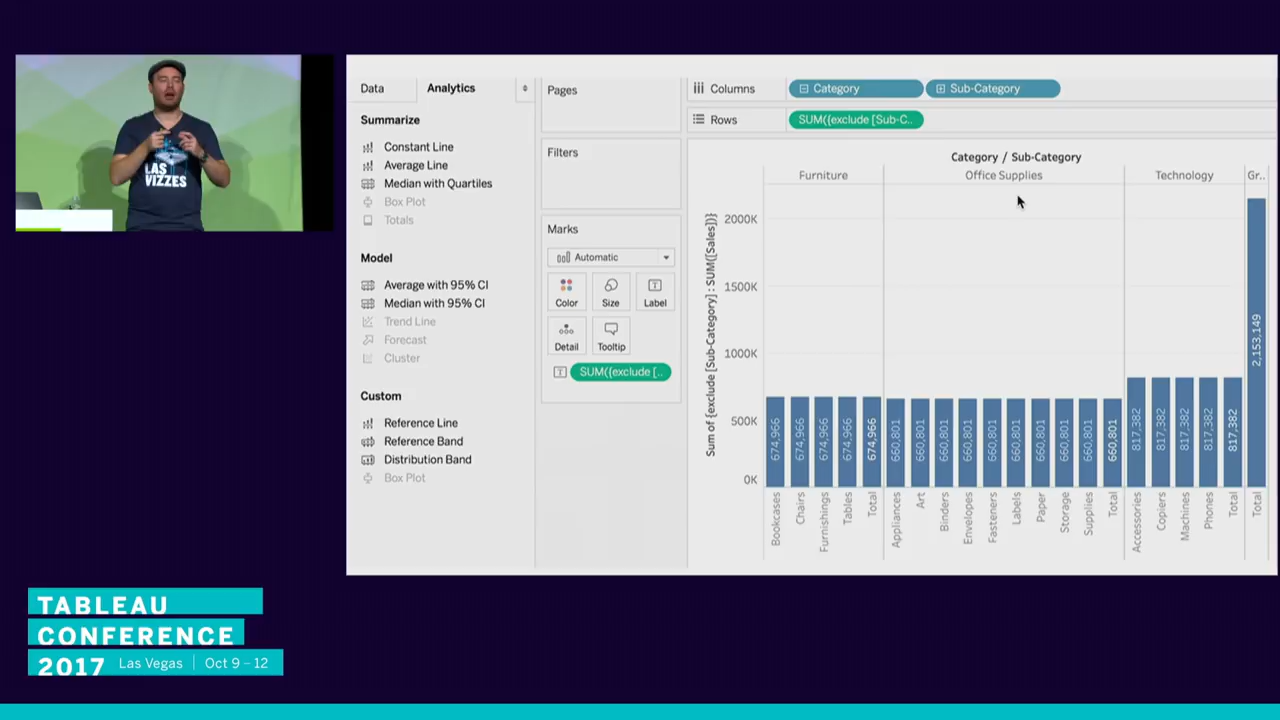 LAS
VIZZES
TABLEAU
CONFERENCE
2017 Las Vegas | Oct 9 – 12
Data
Analytics
Summarize
Constant Line
Average Line
Median with Quartiles
Box Plot
Totals
Model
Average with 95% CI
Median with 95% CI
Trend Line
Forecast
Cluster
Custom
Reference Line
Reference Band
Distribution Band
Box Plot
Pages
Filters
Marks
Automatic
Color Size Label
Detail Tooltip
SUM({exclude [..
Columns Category Sub-Category
Rows SUM({exclude [Sub-C..
Category / Sub-Category
Furniture Office Supplies Technology Gr..
Sum of {exclude [Sub-Category] : SUM([Sales])}
2000K
1500K
1000K
500K
0K
674,966 674,966 674,966 674,966 674,966 660,801 660,801 660,801 660,801 660,801 660,801 660,801 660,801 660,801 660,801 817,382 817,382 817,382 817,382 817,382 2,153,149
Bookcases Chairs Furnishings Tables Total Appliances Art Binders Envelopes Fasteners Labels Paper Storage Supplies Total Accessories Copiers Machines Phones Total Total